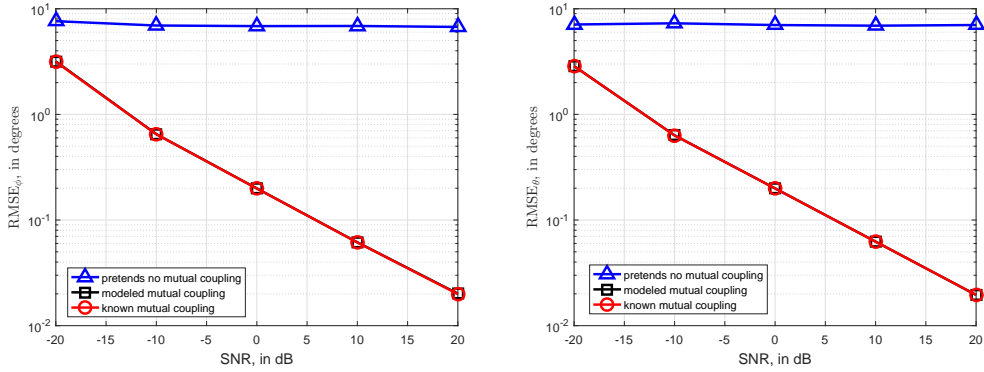 10^1
10^0
10^-1
10^-2
RMSE_ϕ, in degrees
pretends no mutual coupling
modeled mutual coupling
known mutual coupling
-20 -15 -10 -5 0 5 10 15 20
SNR, in dB
10^1
10^0
10^-1
10^-2
RMSE_θ, in degrees
pretends no mutual coupling
modeled mutual coupling
known mutual coupling
-20 -15 -10 -5 0 5 10 15 20
SNR, in dB